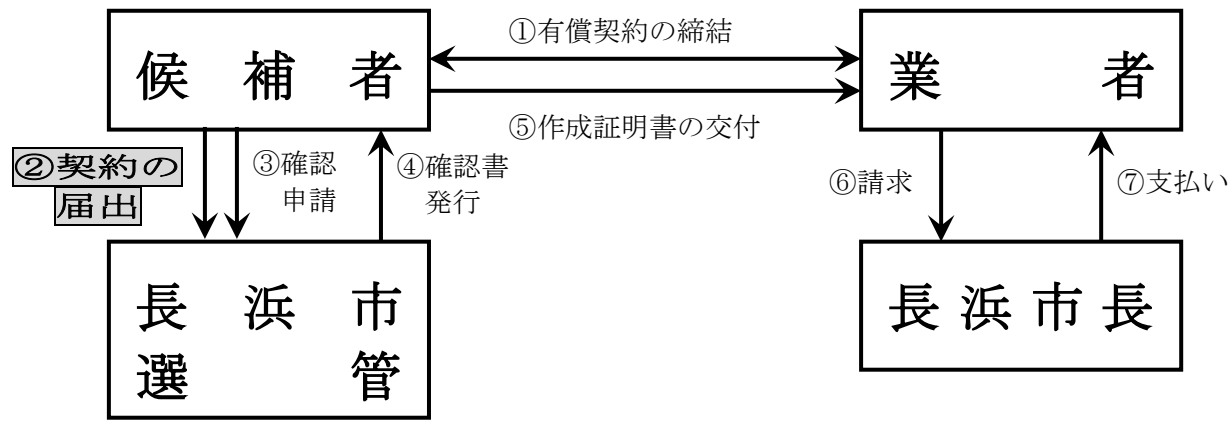 ①有償契約の締結
候補者
業者
⑤作成証明書の交付
②契約の
届出
③確認
申請
④確認書
発行
⑥請求
⑦支払い
長浜市
選管
長浜市長